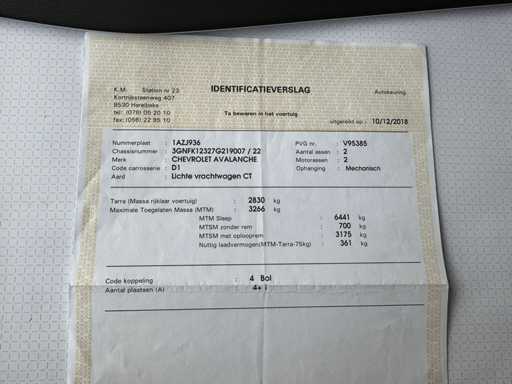 K.M. Station nr 23 IDENTIFICATIEVERSLAG Autokeuring
Kortrijksteenweg 407
8530 Harelbeke
tel: (078) 05 20 10 Te bewaren in het voertuig
fax: (056) 22 95 10 uitgereikt op : 10/12/2018
Nummerplaat : 1AZJ936 PVG nr. : V95385
Chassisnummer : 3GNFK12327G219007 / 22 Aantal assen : 2
Merk : CHEVROLET AVALANCHE Motorassen : 2
Code carrosserie : D1 Ophanging : Mechanisch
Aard : Lichte vrachtwagen CT
Tarra (Massa rijklaar voertuig) : 2830 kg
Maximale Toegelaten Massa (MTM) : 3266 kg
MTM Sleep : 6441 kg
MTSM zonder rem : 700 kg
MTSM met oplooprem : 3175 kg
Nuttig laadvermogen(MTM-Tarra-75kg) : 361 kg
Code koppeling : 4 Bol
Aantal plaatsen (A) : 4+1